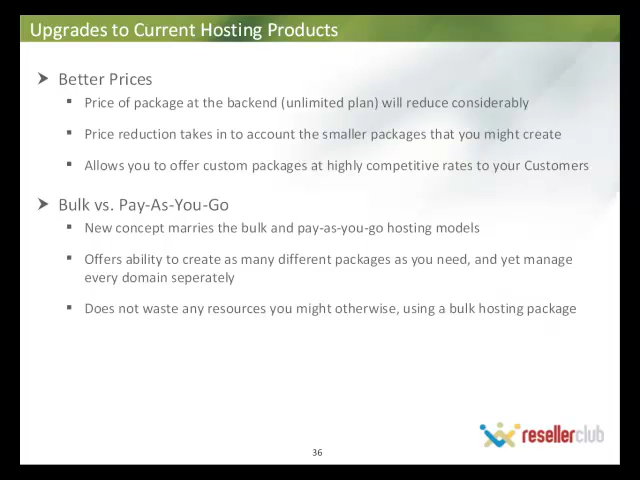 Upgrades to Current Hosting Products
Better Prices
Price of package at the backend (unlimited plan) will reduce considerably
Price reduction takes in to account the smaller packages that you might create
Allows you to offer custom packages at highly competitive rates to your Customers
Bulk vs. Pay-As-You-Go
New concept marries the bulk and pay-as-you-go hosting models
Offers ability to create as many different packages as you need, and yet manage
every domain seperately
Does not waste any resources you might otherwise, using a bulk hosting package
resellerclub
36